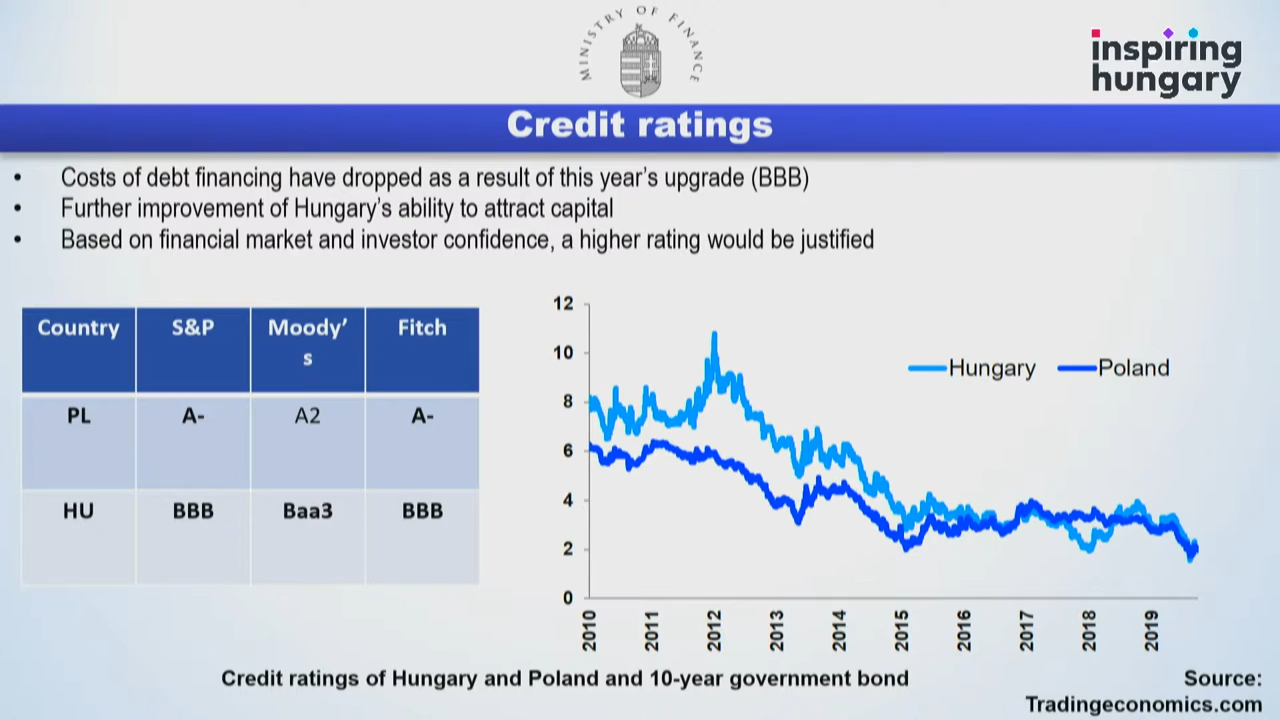 MINISTRY OF FINANCE
inspiring
hungary
Credit ratings
• Costs of debt financing have dropped as a result of this year's upgrade (BBB)
• Further improvement of Hungary's ability to attract capital
• Based on financial market and investor confidence, a higher rating would be justified
Country S&P Moody' Fitch
s
PL A- A2 A-
HU BBB Baa3 BBB
12
10
8
6
4
2
0
Hungary Poland
2010 2011 2012 2013 2014 2015 2016 2017 2018 2019
Credit ratings of Hungary and Poland and 10-year government bond
Source:
Tradingeconomics.com